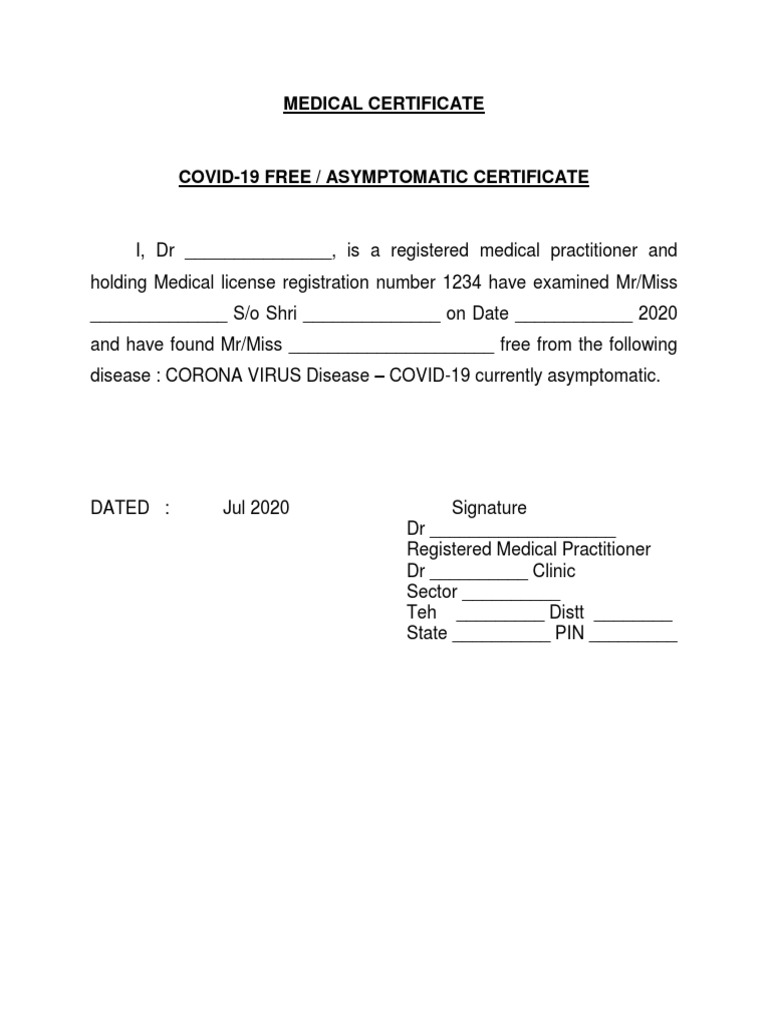 MEDICAL CERTIFICATE
COVID-19 FREE / ASYMPTOMATIC CERTIFICATE
I, Dr _______________, is a registered medical practitioner and
holding Medical license registration number 1234 have examined Mr/Miss
______________ S/o Shri ______________ on Date ____________ 2020
and have found Mr/Miss _____________________ free from the following
disease : CORONA VIRUS Disease – COVID-19 currently asymptomatic.
DATED : Jul 2020 Signature
Dr ___________________
Registered Medical Practitioner
Dr __________ Clinic
Sector __________
Teh _________ Distt ________
State __________ PIN _________